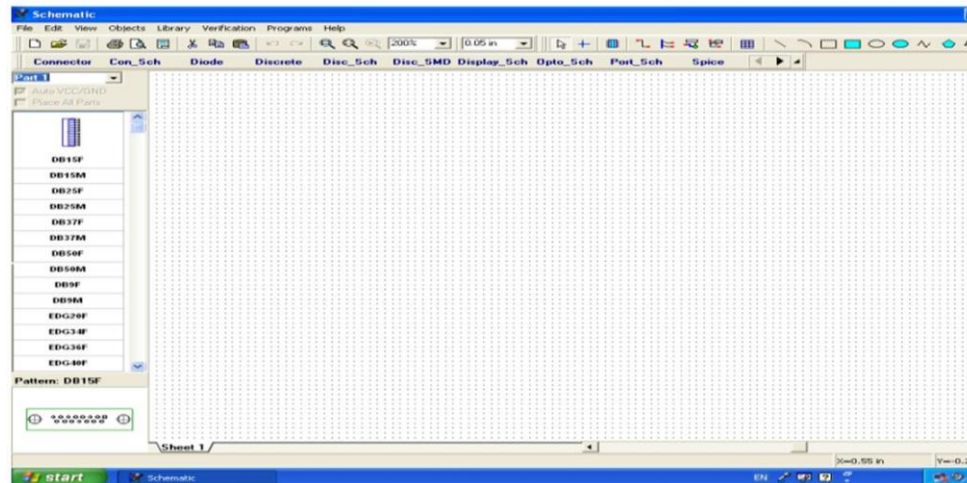 Schematic
File Edit View Objects Library Verification Programs Help
200% 0.05 in
Connector Con_Sch Diode Discrete Disc_Sch Disc_SMD Display_Sch Opto_Sch Port_Sch Spice
Part 1
Auto VCC/GND
Place All Parts
DB15F
DB15M
DB25F
DB25M
DB37F
DB37M
DB50F
DB50M
DB9F
DB9M
EDG20F
EDG34F
EDG36F
EDG40F
Pattern: DB15F
Sheet 1
X=0.55 in Y=-0.
start Schematic EN